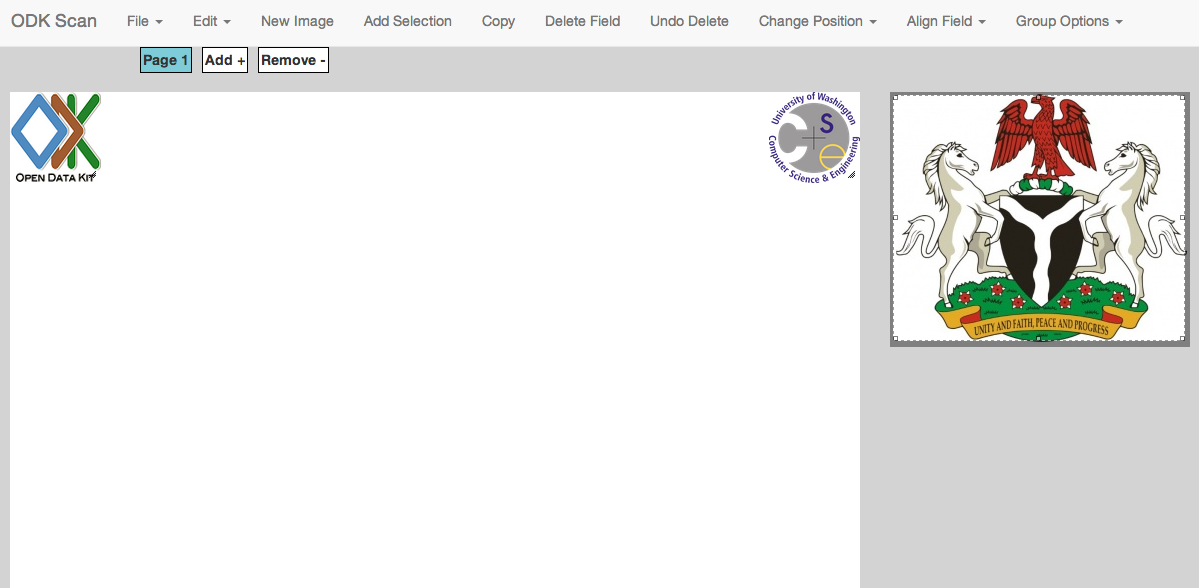 ODK Scan File Edit New Image Add Selection Copy Delete Field Undo Delete Change Position Align Field Group Options
Page 1 Add + Remove -
OPEN DATA KIT
University of Washington
CSe
Computer Science & Engineering
UNITY AND FAITH, PEACE AND PROGRESS